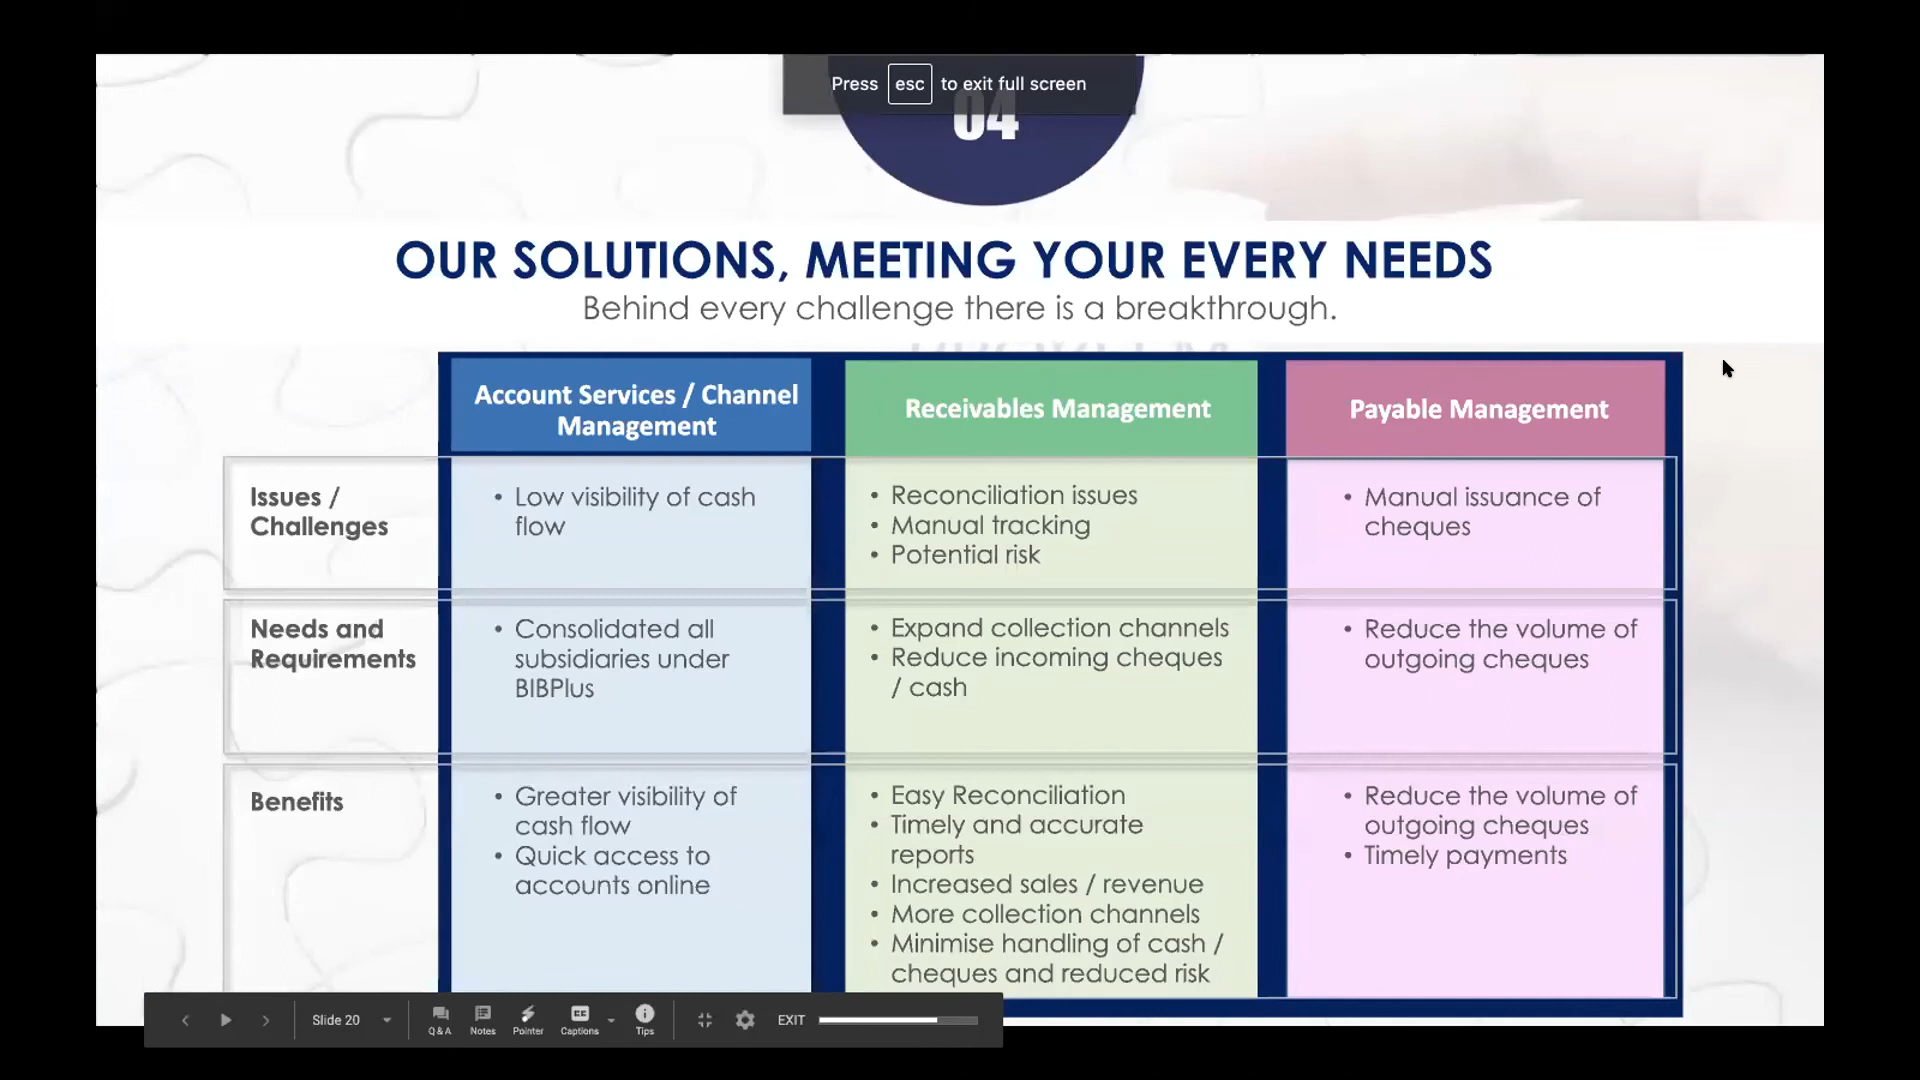 Press esc to exit full screen
04
OUR SOLUTIONS, MEETING YOUR EVERY NEEDS
Behind every challenge there is a breakthrough.
Account Services / Channel
Management
Receivables Management
Payable Management
Issues /
Challenges
• Low visibility of cash
flow
• Reconciliation issues
• Manual tracking
• Potential risk
• Manual issuance of
cheques
Needs and
Requirements
• Consolidated all
subsidiaries under
BIBPlus
• Expand collection channels
• Reduce incoming cheques
/ cash
• Reduce the volume of
outgoing cheques
Benefits
• Greater visibility of
cash flow
• Quick access to
accounts online
• Easy Reconciliation
• Timely and accurate
reports
• Increased sales / revenue
• More collection channels
• Minimise handling of cash /
cheques and reduced risk
• Reduce the volume of
outgoing cheques
• Timely payments
Slide 20
Q & A
Notes
Pointer
CC
Captions
Tips
EXIT